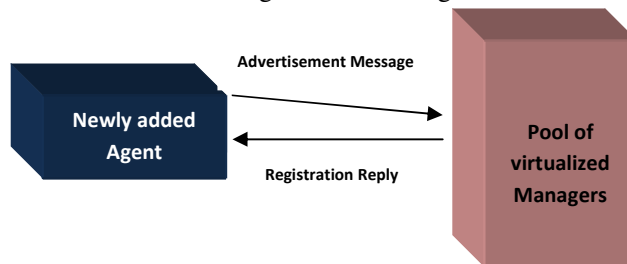 Advertisement Message
Newly added
Agent
Pool of
virtualized
Managers
Registration Reply